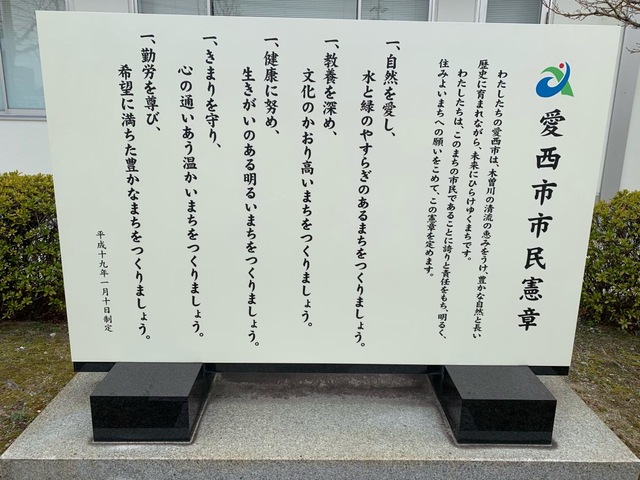 愛西市市民憲章
わたしたちの愛西市は、木曽川の清流の恵みをうけ、豊かな自然と長い
歴史に育まれながら、未来にひらけゆくまちです。
わたしたちは、このまちの市民であることに誇りと責任をもち、明るく、
住みよいまちへの願いをこめて、この憲章を定めます。
一、自然を愛し、
水と緑のやすらぎのあるまちをつくりましょう。
一、教養を深め、
文化のかおり高いまちをつくりましょう。
一、健康に努め、
生きがいのある明るいまちをつくりましょう。
一、きまりを守り、
心の通いあう温かいまちをつくりましょう。
一、勤労を尊び、
希望に満ちた豊かなまちをつくりましょう。
平成十九年一月十日制定